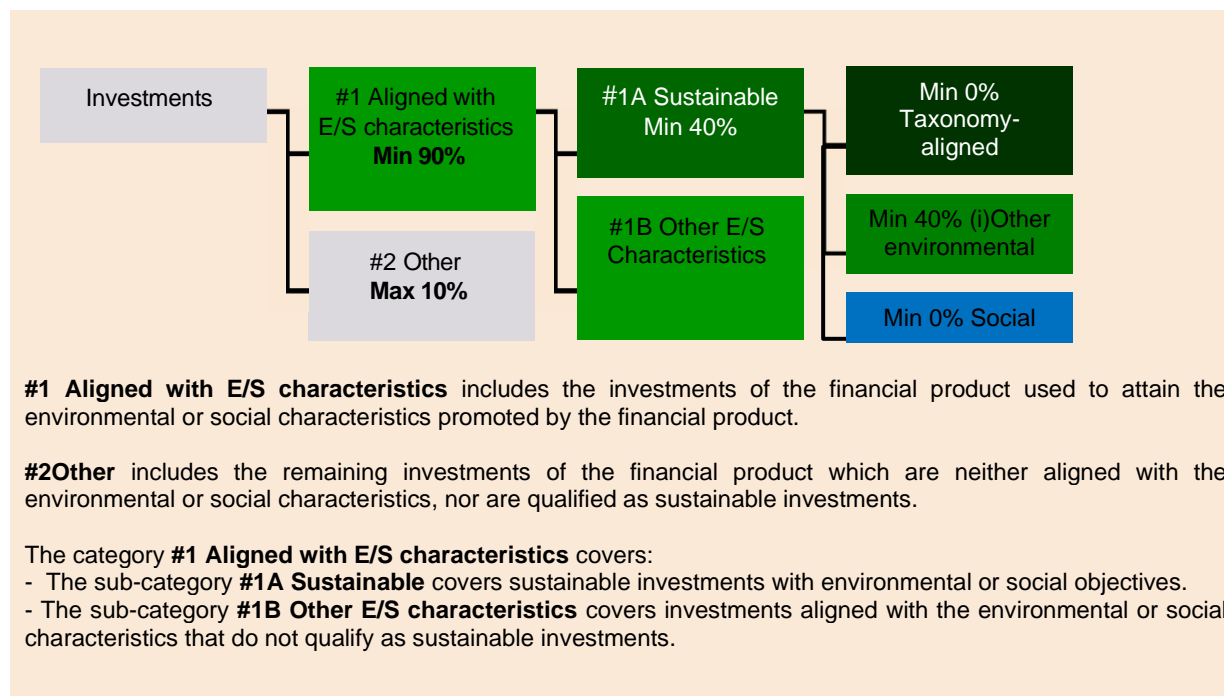 Investments
#1 Aligned with
E/S characteristics
Min 90%
#2 Other
Max 10%
#1A Sustainable
Min 40%
#1B Other E/S
Characteristics
Min 0%
Taxonomy-
aligned
Min 40% (i)Other
environmental
Min 0% Social
#1 Aligned with E/S characteristics includes the investments of the financial product used to attain the
environmental or social characteristics promoted by the financial product.
#2Other includes the remaining investments of the financial product which are neither aligned with the
environmental or social characteristics, nor are qualified as sustainable investments.
The category #1 Aligned with E/S characteristics covers:
- The sub-category #1A Sustainable covers sustainable investments with environmental or social objectives.
- The sub-category #1B Other E/S characteristics covers investments aligned with the environmental or social
characteristics that do not qualify as sustainable investments.